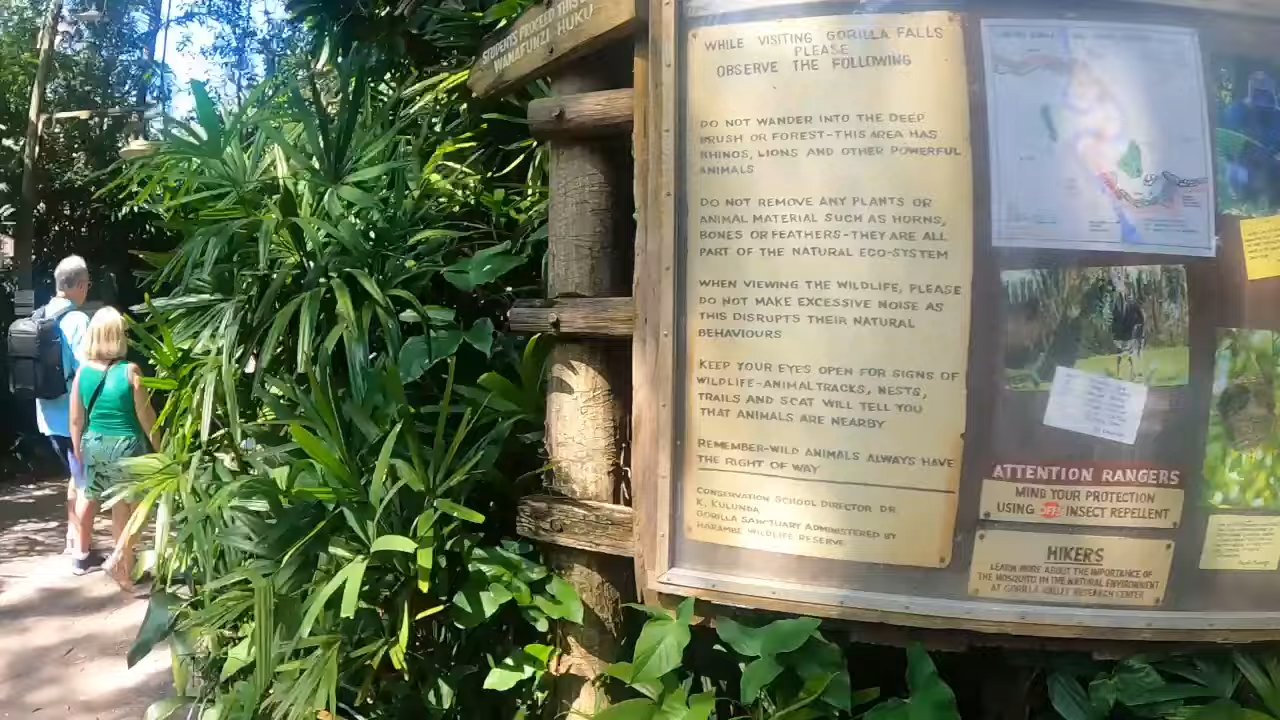 STUDENTS PROCEED THIS
WANAFUNZI HUKU
WHILE VISITING GORILLA FALLS
PLEASE
OBSERVE THE FOLLOWING
DO NOT WANDER INTO THE DEEP
BRUSH OR FOREST-THIS AREA HAS
RHINOS, LIONS AND OTHER POWERFUL
ANIMALS
DO NOT REMOVE ANY PLANTS OR
ANIMAL MATERIAL SUCH AS HORNS,
BONES OR FEATHERS-THEY ARE ALL
PART OF THE NATURAL ECO-SYSTEM
WHEN VIEWING THE WILDLIFE, PLEASE
DO NOT MAKE EXCESSIVE NOISE AS
THIS DISRUPTS THEIR NATURAL
BEHAVIOURS
KEEP YOUR EYES OPEN FOR SIGNS OF
WILDLIFE-ANIMAL TRACKS, NESTS,
TRAILS AND SCAT WILL TELL YOU
THAT ANIMALS ARE NEARBY
REMEMBER-WILD ANIMALS ALWAYS HAVE
THE RIGHT OF WAY
CONSERVATION SCHOOL DIRECTOR DR.
K. KULUNDA
GORILLA SANCTUARY ADMINISTERED BY
HARAMBE WILDLIFE RESERVE.
ATTENTION RANGERS
MIND YOUR PROTECTION
USING OFF! INSECT REPELLENT
HIKERS
LEARN MORE ABOUT THE IMPORTANCE OF
THE MOSQUITO IN THE NATURAL ENVIRONMENT
AT GORILLA VALLEY RESEARCH CENTER